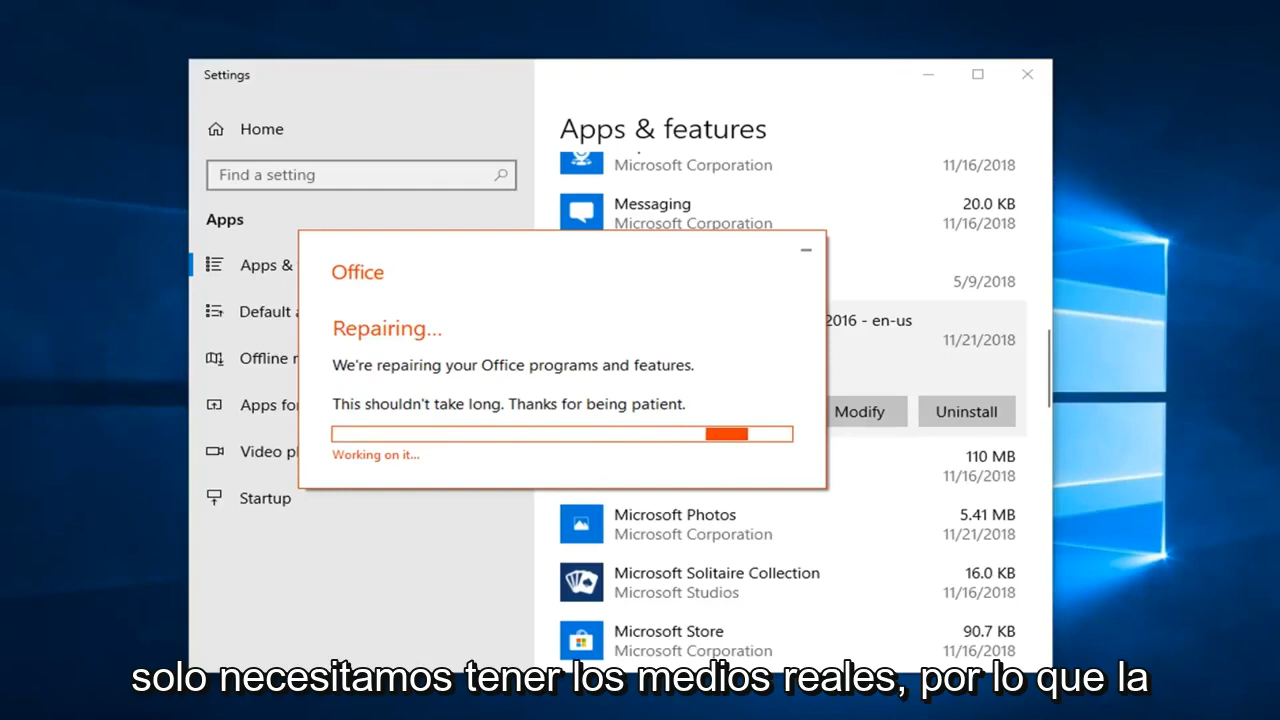 Settings
Home
Find a setting
Apps
Apps &
Default a
Offline r
Apps fo
Video p
Startup
Apps & features
Microsoft Corporation 11/16/2018
Messaging 20.0 KB
Microsoft Corporation 11/16/2018
5/9/2018
2016 - en-us
11/21/2018
Modify Uninstall
110 MB
11/16/2018
Microsoft Photos 5.41 MB
Microsoft Corporation 11/21/2018
Microsoft Solitaire Collection 16.0 KB
Microsoft Studios 11/16/2018
Microsoft Store 90.7 KB
Microsoft Corporation 11/16/2018
Office
Repairing...
We're repairing your Office programs and features.
This shouldn't take long. Thanks for being patient.
Working on it...
solo necesitamos tener los medios reales, por lo que la